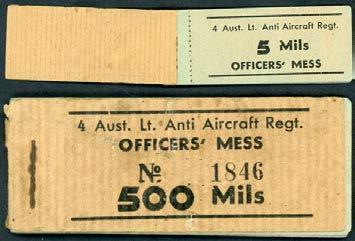 4 Aust. Lt. Anti Aircraft Regt.
5 Mils
OFFICERS' MESS
4 Aust. Lt. Anti Aircraft Regt.
OFFICERS' MESS
No 1846
500 Mils